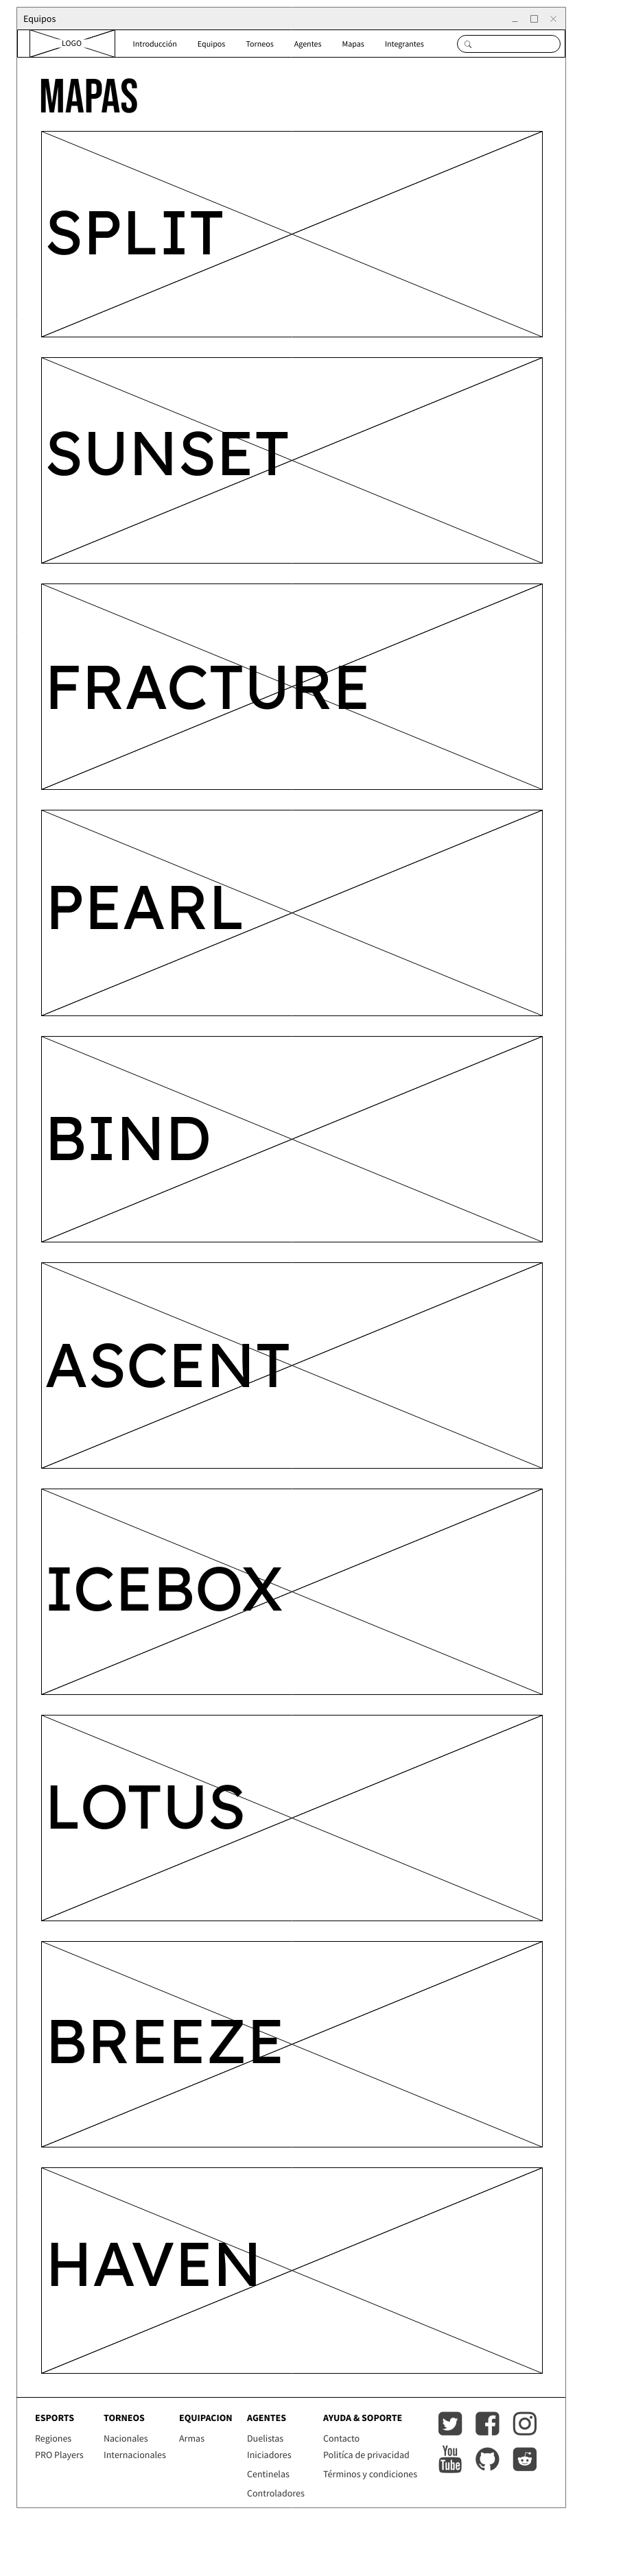 Equipos
LOGO Introducción Equipos Torneos Agentes Mapas Integrantes
MAPAS
SPLIT
SUNSET
FRACTURE
PEARL
BIND
ASCENT
ICEBOX
LOTUS
BREEZE
HAVEN
ESPORTS TORNEOS EQUIPACION AGENTES AYUDA & SOPORTE
Regiones Nacionales Armas Duelistas Contacto
PRO Players Internacionales Iniciadores Politíca de privacidad
Centinelas Términos y condiciones
Controladores
You
Tube